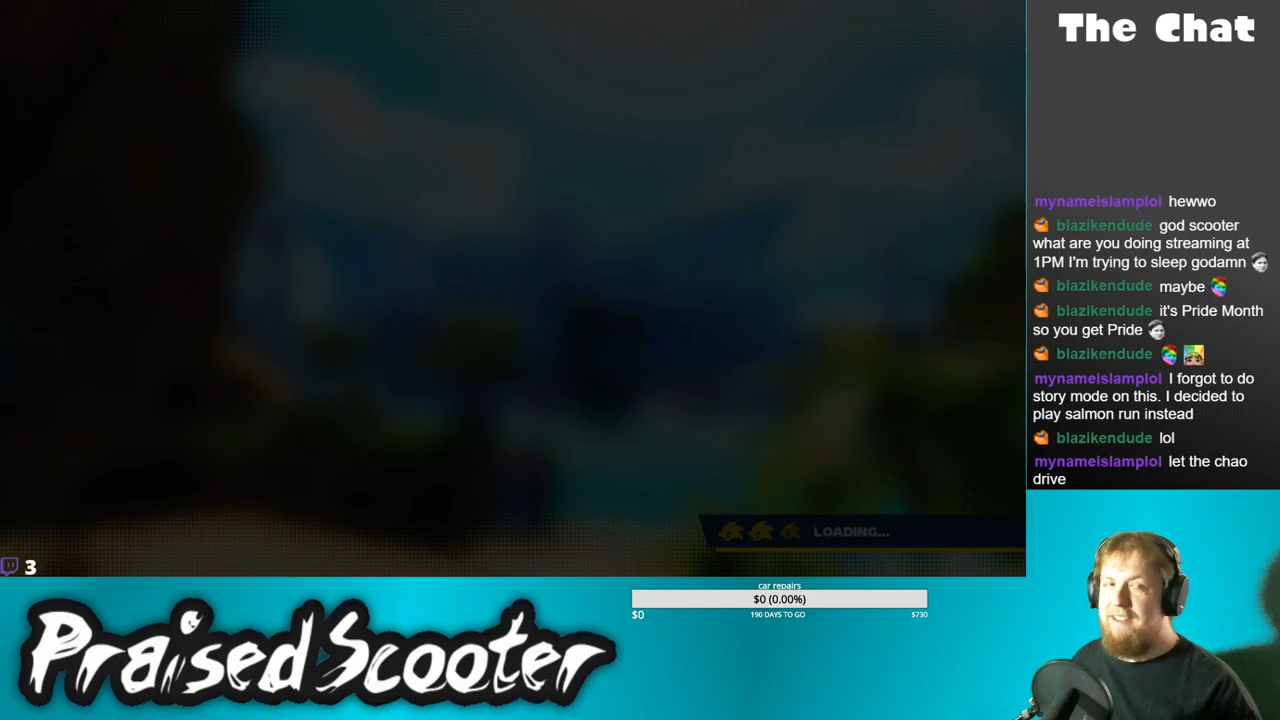 The Chat
mynameislamplol hewwo
blazikendude god scooter
what are you doing streaming at
1PM I'm trying to sleep godamn
blazikendude maybe
blazikendude it's Pride Month
so you get Pride
blazikendude
mynameislamplol I forgot to do
story mode on this. I decided to
play salmon run instead
blazikendude lol
mynameislamplol let the chao
drive
LOADING...
3
car repairs
$0 (0.00%)
$0 190 DAYS TO GO $730
PraisedScooter